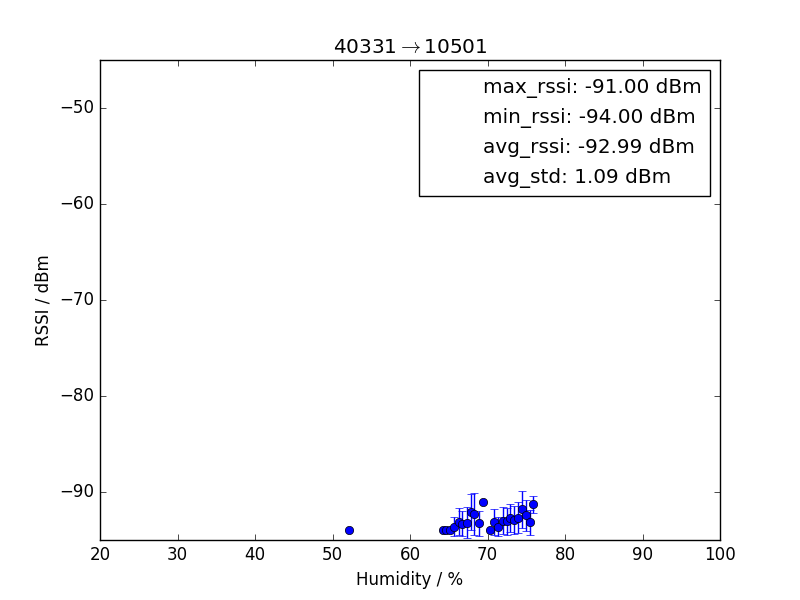 40331→10501
max_rssi: -91.00 dBm
min_rssi: -94.00 dBm
avg_rssi: -92.99 dBm
avg_std: 1.09 dBm
−50
−60
−70
−80
−90
RSSI / dBm
20 30 40 50 60 70 80 90 100
Humidity / %